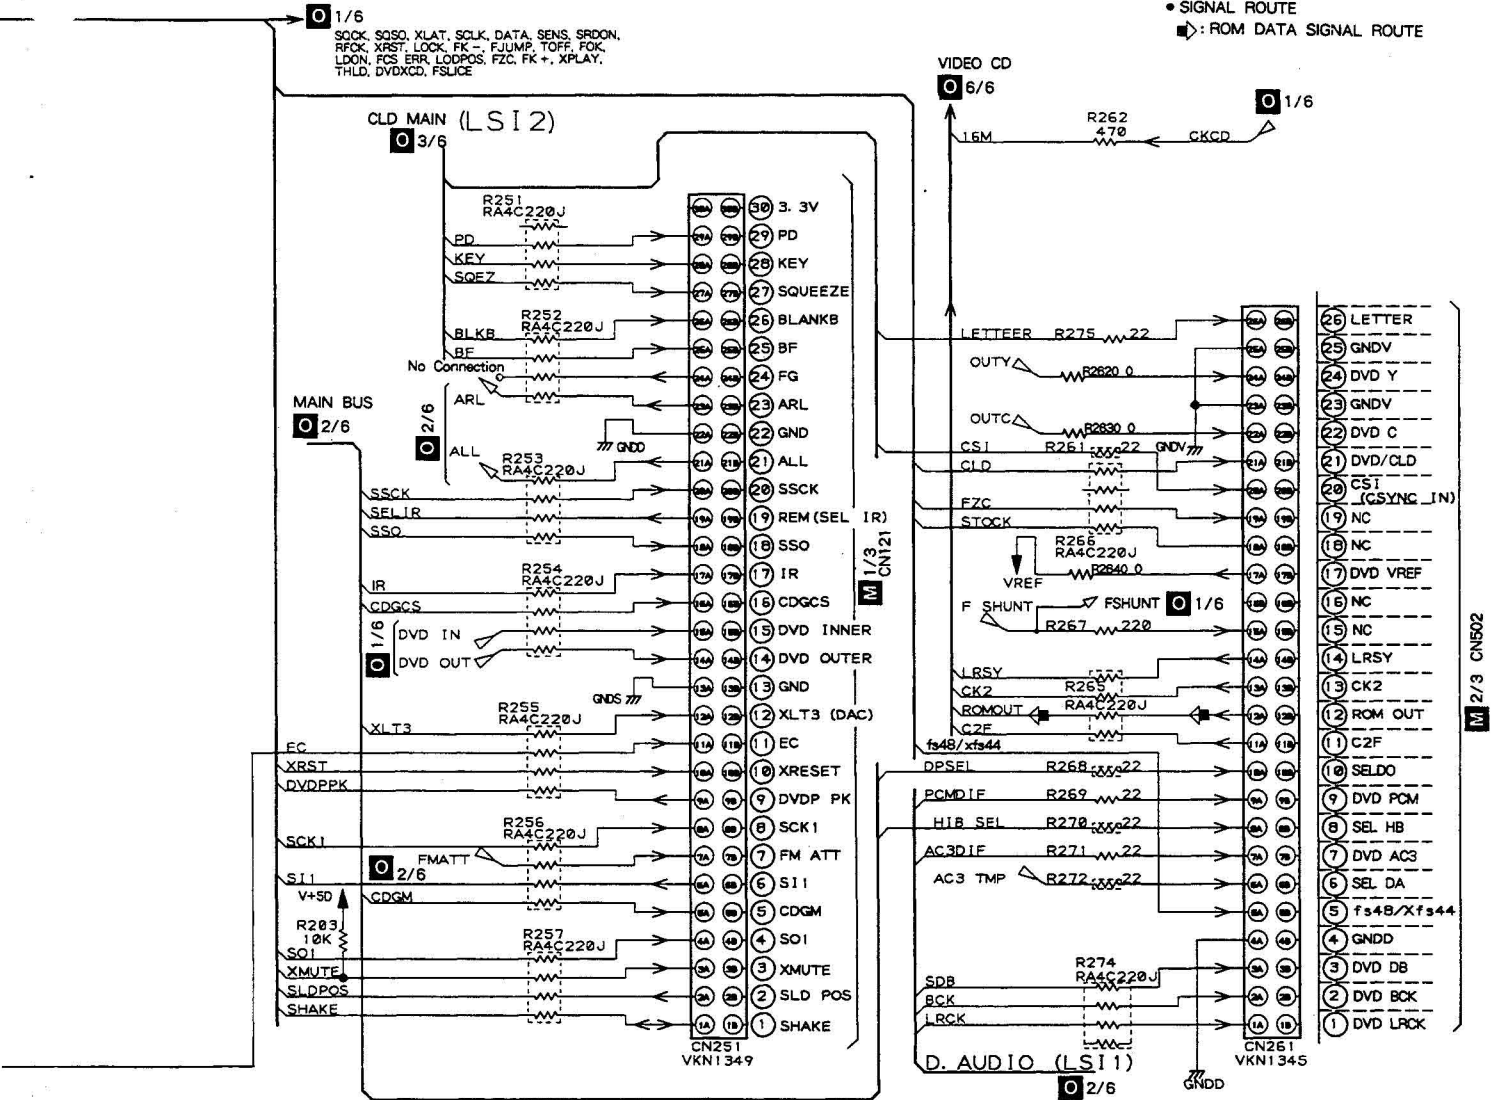 O 1/6
SQCK, SQSO, XLAT, SCLK, DATA, SENS, SRDON,
RFCK, XRST, LOCK, FK -, FJUMP, TOFF, FOK,
LDON, FCS ERR, LODPOS, FZC, FK +, XPLAY,
THLD, DVDXCD, FSLICE
• SIGNAL ROUTE
: ROM DATA SIGNAL ROUTE
VIDEO CD
O 6/6
O 1/6
R262
470
16M
CKCD
CLD MAIN (LSI2)
O 3/6
R251
RA4C220J
PD
KEY
SQEZ
R252
RA4C220J
BLKB
BF
No Connection
ARL
O 2/6
ALL
GNDD
MAIN BUS
O 2/6
R253
RA4C220J
SSCK
SELIR
SSO
R254
RA4C220J
IR
CDGCS
O 1/6
DVD IN
DVD OUT
GNDS
R255
RA4C220J
XLT3
EC
XRST
DVDPPK
R256
RA4C220J
SCK1
O 2/6
FMATT
SI1
V+5D
CDGM
R203
10K
R257
RA4C220J
SO1
XMUTE
SLDPOS
SHAKE
30 3. 3V
29 PD
28 KEY
27 SQUEEZE
26 BLANKB
25 BF
24 FG
23 ARL
22 GND
21 ALL
20 SSCK
19 REM(SEL IR)
18 SSO
17 IR
16 CDGCS
15 DVD INNER
14 DVD OUTER
13 GND
12 XLT3 (DAC)
11 EC
10 XRESET
9 DVDP PK
8 SCK1
7 FM ATT
6 SI1
5 CDGM
4 SO1
3 XMUTE
2 SLD POS
1 SHAKE
CN251
VKN1349
M 1/3
CN121
LETTEER R275 22
OUTY R2620 0
OUTC R2630 0
CSI R261 22 GNDV
CLD
FZC
STOCK
R266
RA4C220J
VREF R2640 0
F SHUNT FSHUNT O 1/6
R267 220
LRSY
CK2 R265
ROMOUT RA4C220J
C2F
fs48/xfs44
DPSEL R268 22
PCMDIF R269 22
HIB SEL R270 22
AC3DIF R271 22
AC3 TMP R272 22
R274
RA4C220J
SDB
BCK
LRCK
D. AUDIO (LSI1)
O 2/6
GNDD
26 LETTER
25 GNDV
24 DVD Y
23 GNDV
22 DVD C
21 DVD/CLD
20 CSI
(CSYNC IN)
19 NC
18 NC
17 DVD VREF
16 NC
15 NC
14 LRSY
13 CK2
12 ROM OUT
11 C2F
10 SELDO
9 DVD PCM
8 SEL HB
7 DVD AC3
6 SEL DA
5 fs48/Xfs44
4 GNDD
3 DVD DB
2 DVD BCK
1 DVD LRCK
CN261
VKN1345
M 2/3 CN502